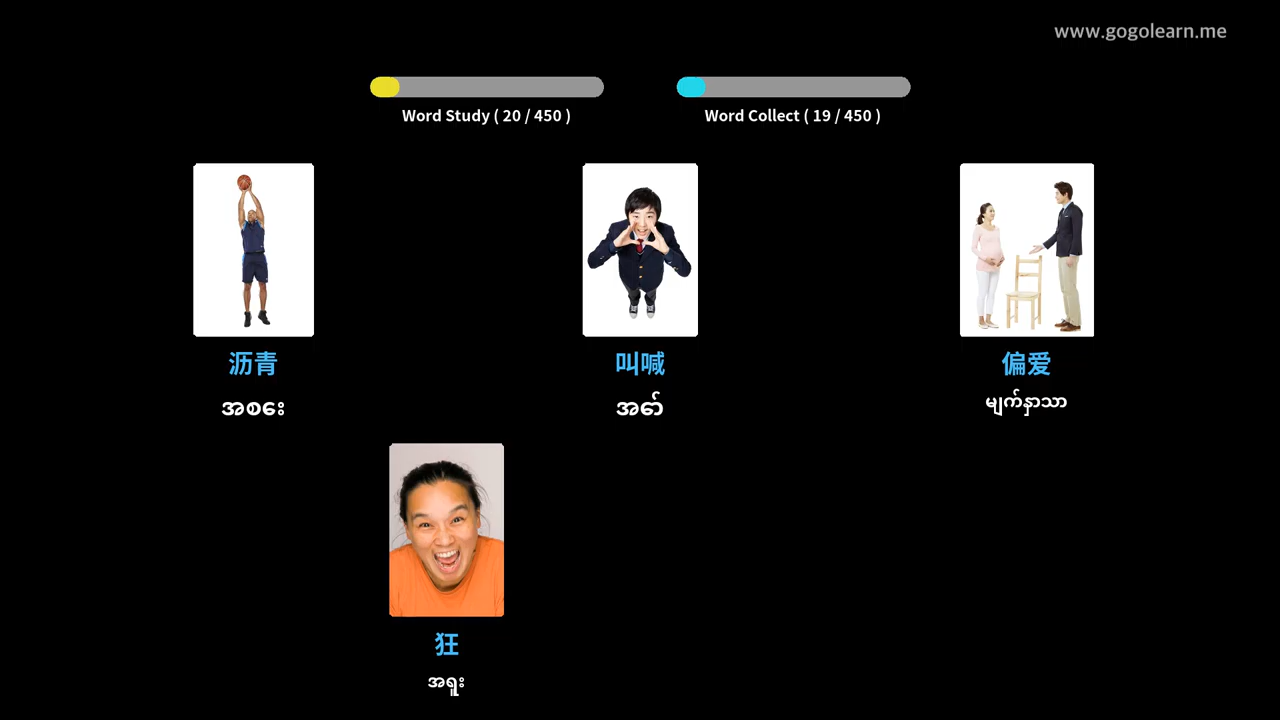 www.gogolearn.me
Word Study ( 20 / 450 )
Word Collect ( 19 / 450 )
沥青
叫喊
偏爱
အစေး
အော်
မျက်နှာသာ
狂
အရူး